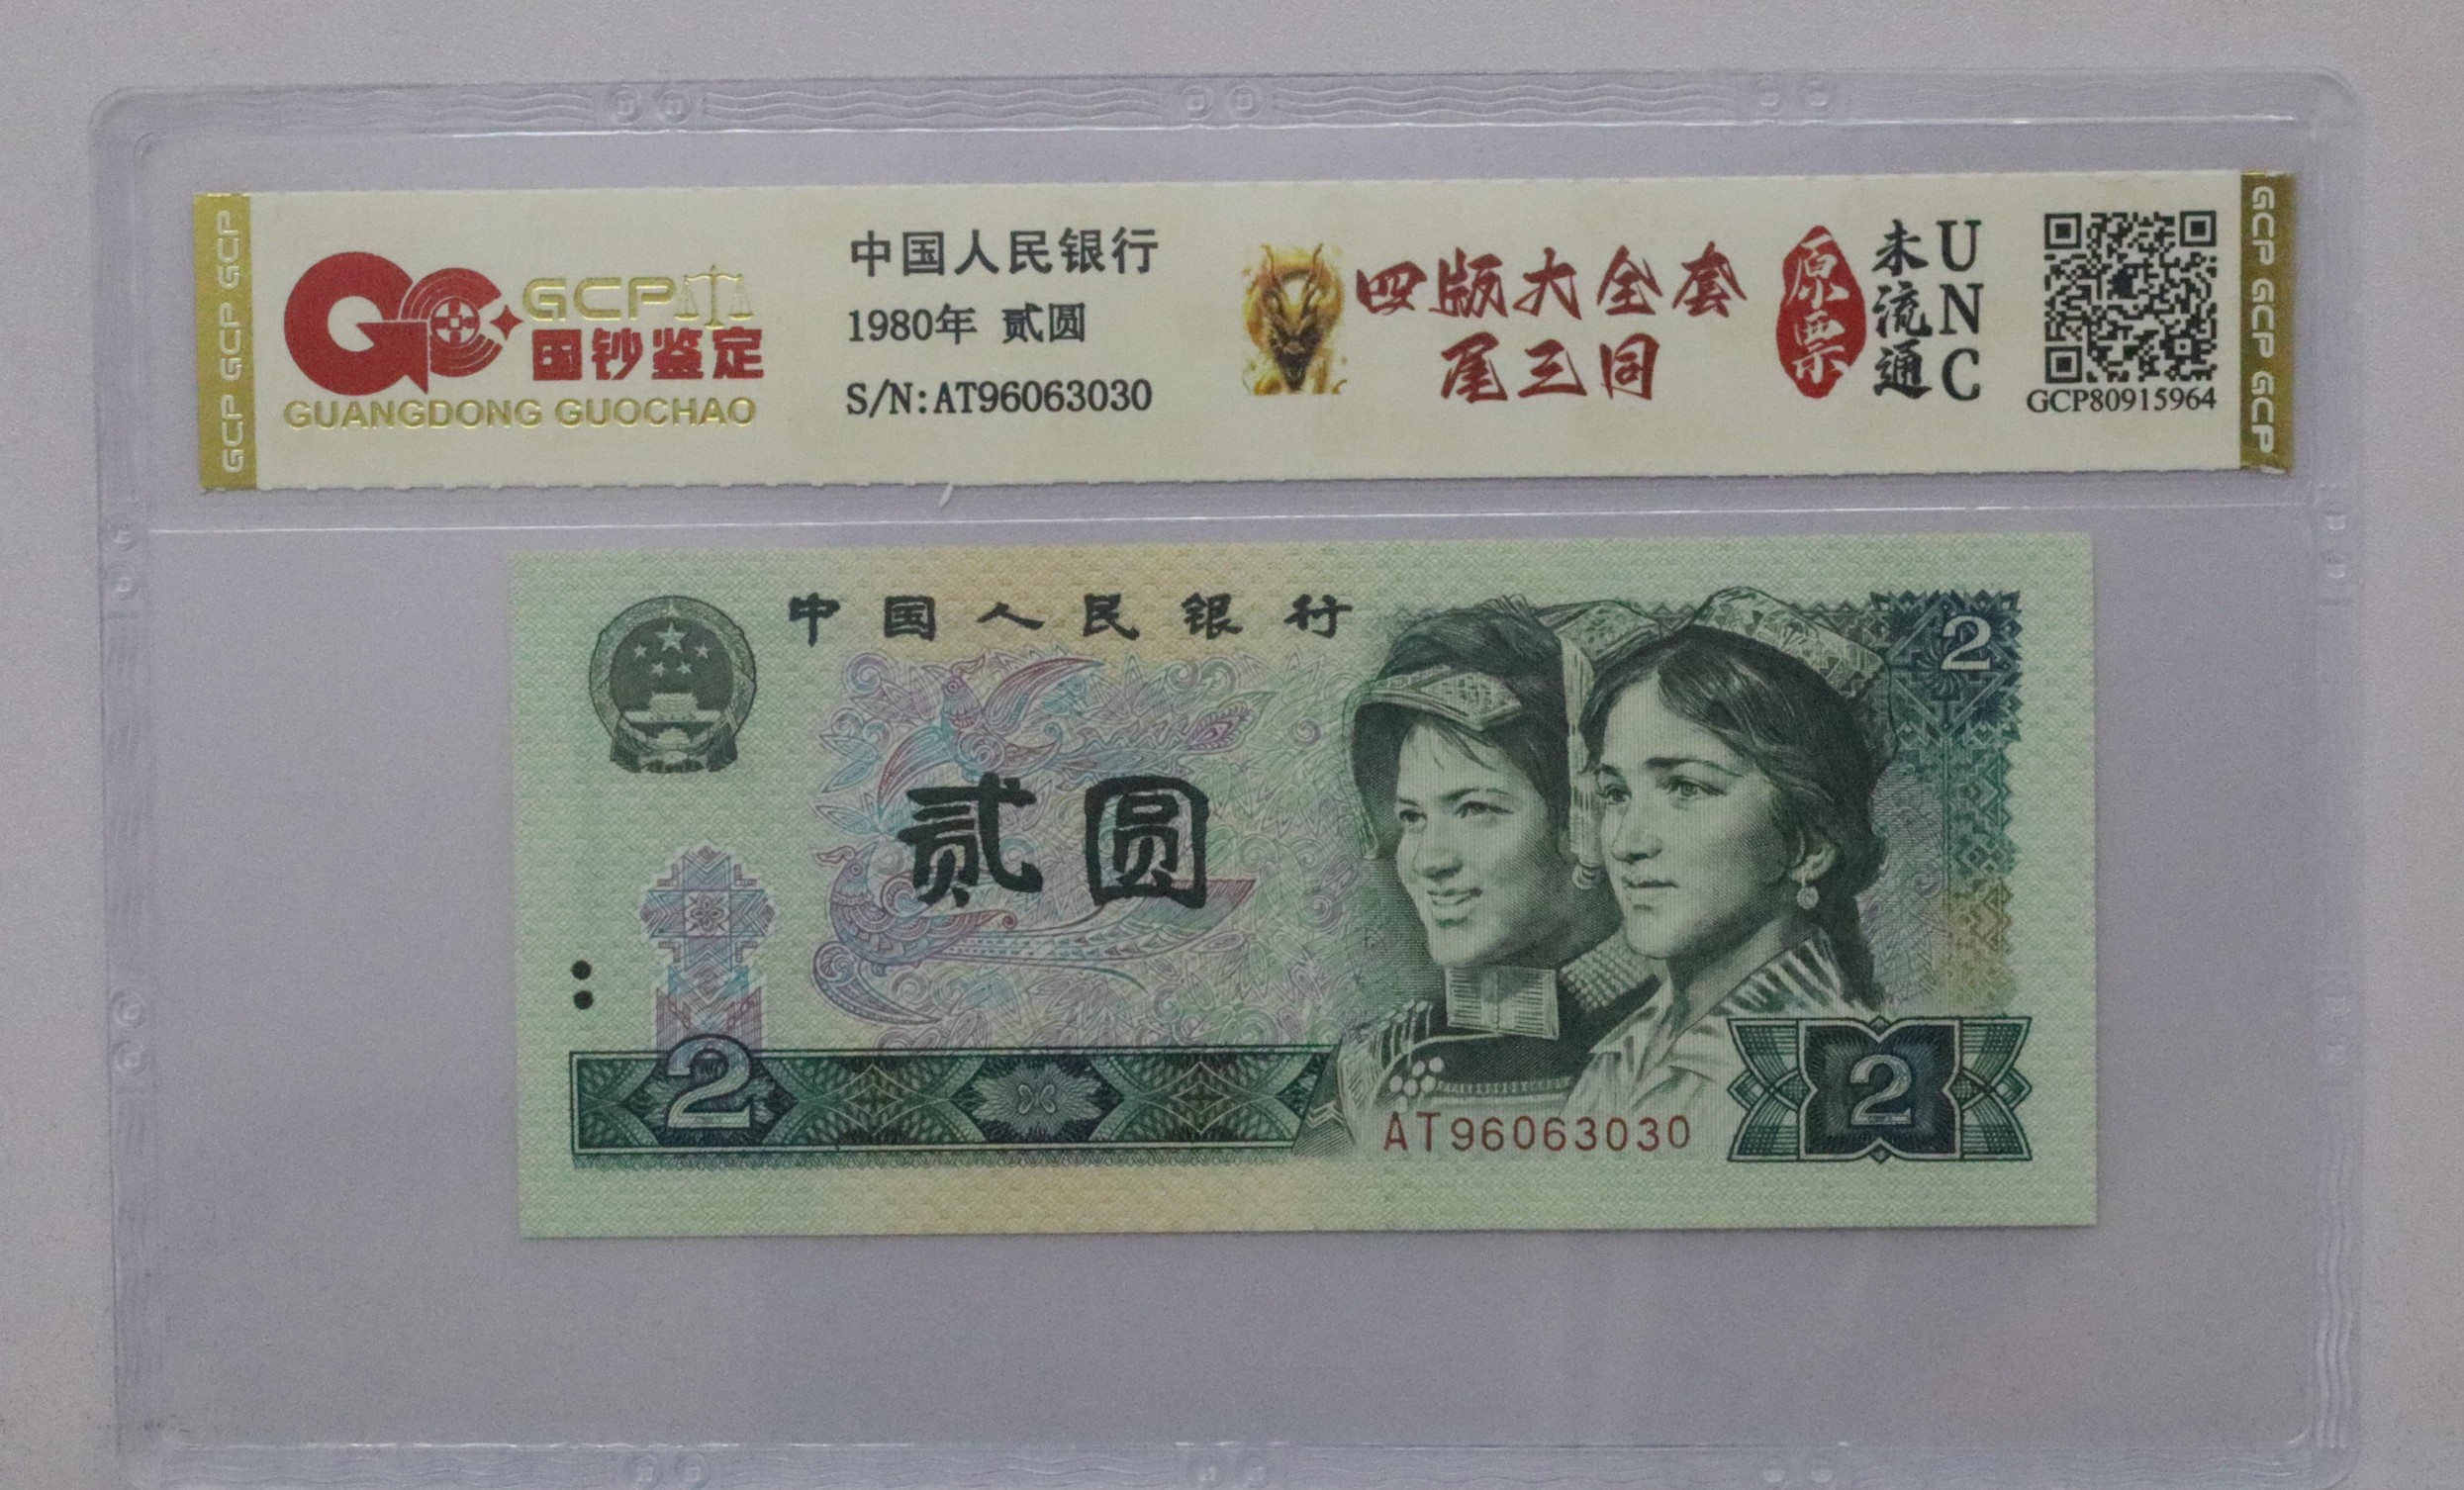 GCP GCP GCP
GCP
国钞鉴定
GUANGDONG GUOCHAO
中国人民银行
1980年 贰圆
S/N:AT96063030
四版大全套
尾三同
原票
未流通
UNC
GCP80915964
GCP GCP GCP
中国人民银行
2
贰圆
2
AT96063030
2